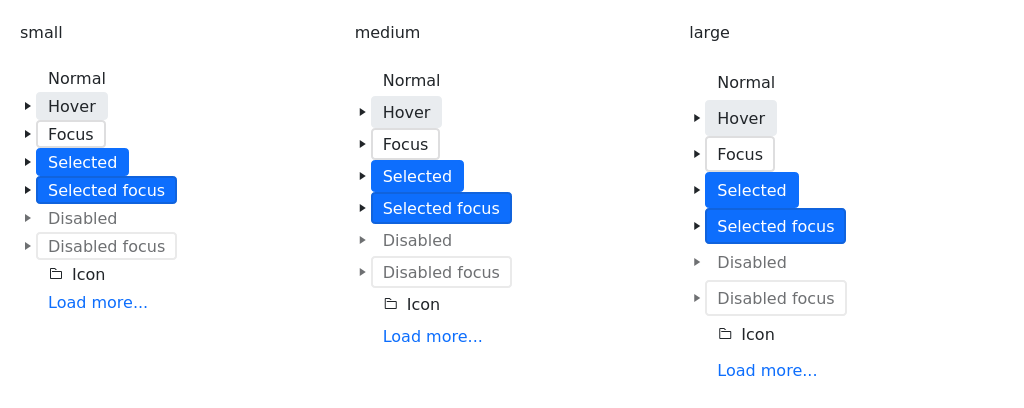 small
Normal
Hover
Focus
Selected
Selected focus
Disabled
Disabled focus
Icon
Load more...
medium
Normal
Hover
Focus
Selected
Selected focus
Disabled
Disabled focus
Icon
Load more...
large
Normal
Hover
Focus
Selected
Selected focus
Disabled
Disabled focus
Icon
Load more...